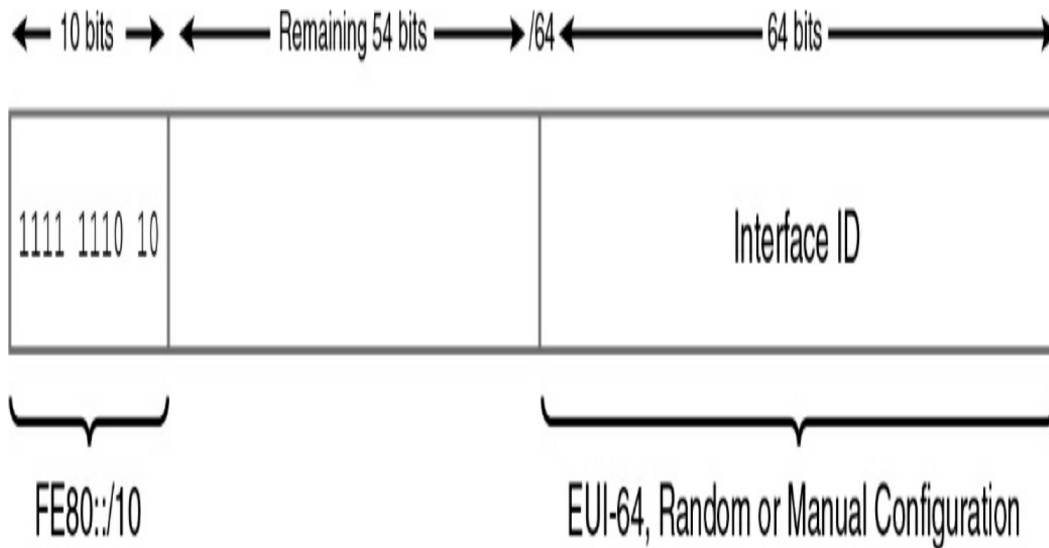 10 bits Remaining 54 bits /64 64 bits
1111 1110 10 Interface ID
FE80::/10 EUI-64, Random or Manual Configuration